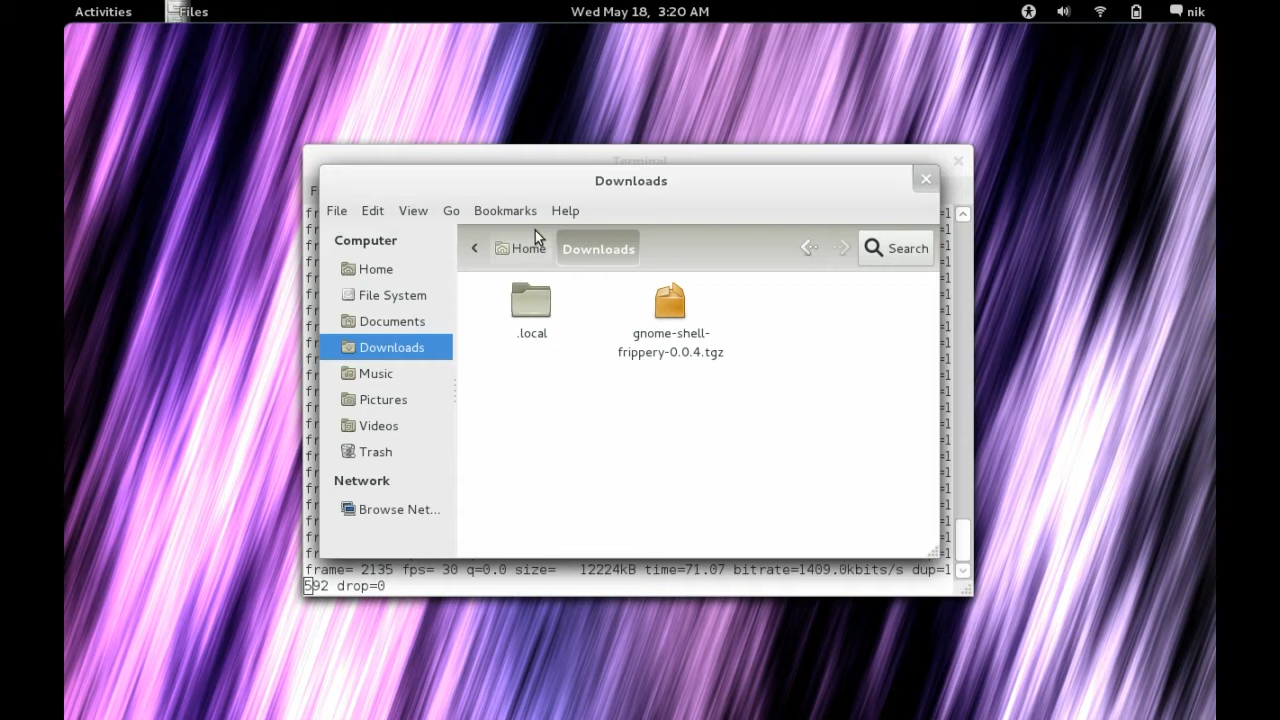 Activities Files Wed May 18, 3:20 AM nik
Terminal
Downloads
File Edit View Go Bookmarks Help
Computer
Home
File System
Documents
Downloads
Music
Pictures
Videos
Trash
Network
Browse Net...
Home Downloads Search
.local
gnome-shell-
frippery-0.0.4.tgz
frame= 2135 fps= 30 q=0.0 size= 12224kB time=71.07 bitrate=1409.0kbits/s dup=1
592 drop=0